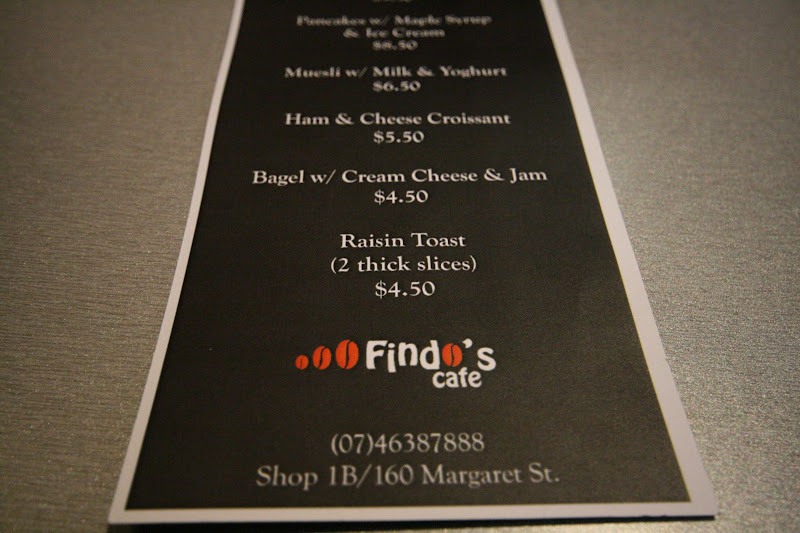 Pancakes w/ Maple Syrup
& Ice Cream
$8.50
Muesli w/ Milk & Yoghurt
$6.50
Ham & Cheese Croissant
$5.50
Bagel w/ Cream Cheese & Jam
$4.50
Raisin Toast
(2 thick slices)
$4.50
Findo's
cafe
(07)46387888
Shop 1B/160 Margaret St.